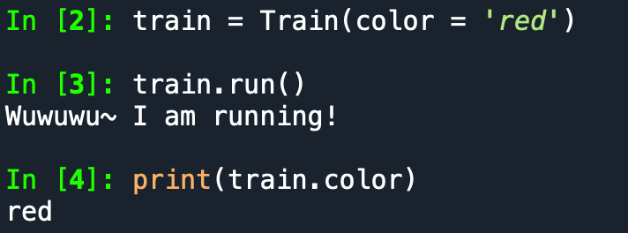 In [2]: train = Train(color = 'red')
In [3]: train.run()
Wuwuwu~ I am running!
In [4]: print(train.color)
red